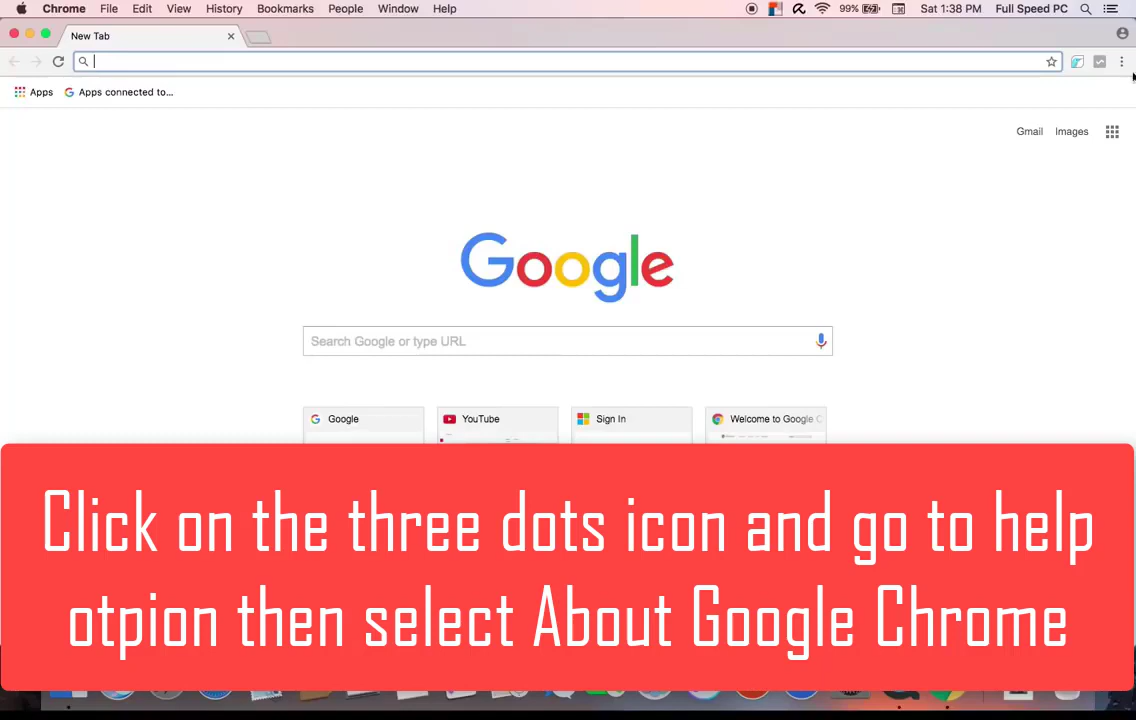 Chrome File Edit View History Bookmarks People Window Help 99% Sat 1:38 PM Full Speed PC
New Tab
Apps Apps connected to...
Gmail Images
Google
Search Google or type URL
Google YouTube Sign In Welcome to Google C
Click on the three dots icon and go to help
otpion then select About Google Chrome